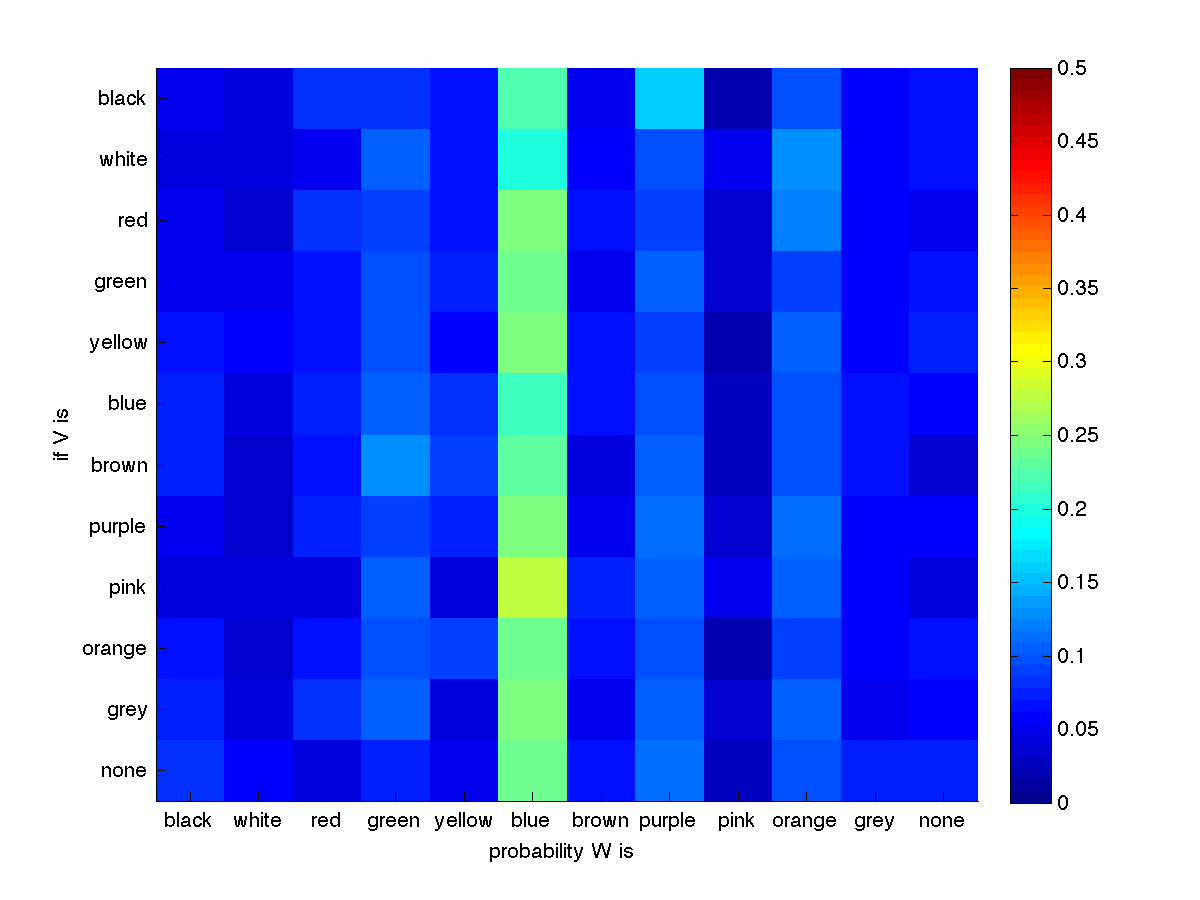 black
white
red
green
yellow
blue
brown
purple
pink
orange
grey
none
if V is
black white red green yellow blue brown purple pink orange grey none
probability W is
0.5
0.45
0.4
0.35
0.3
0.25
0.2
0.15
0.1
0.05
0